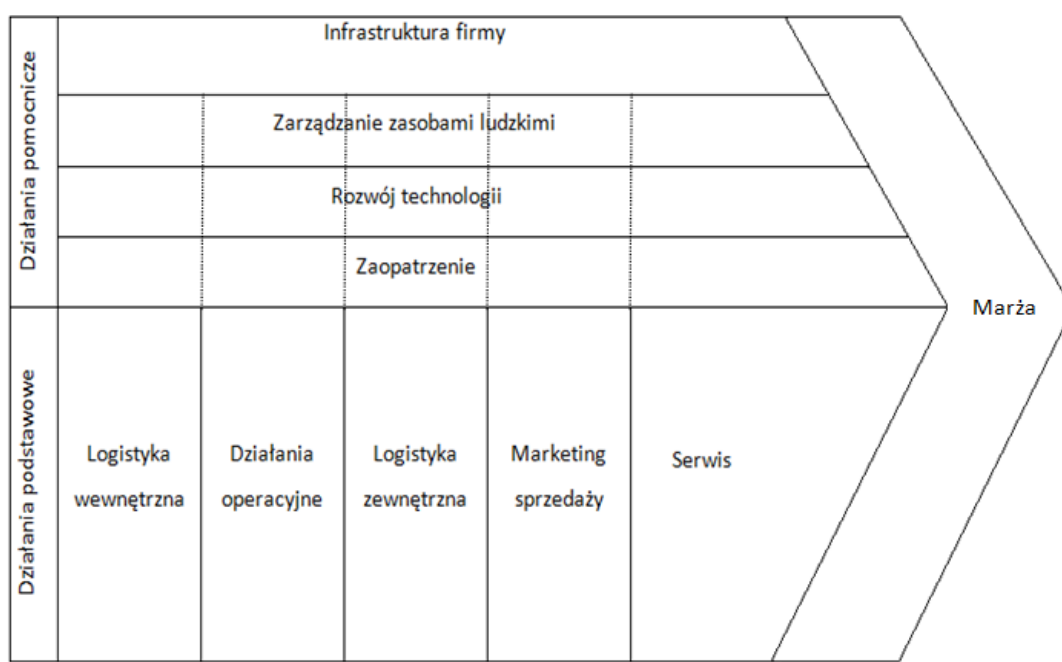 Działania pomocnicze
Infrastruktura firmy
Zarządzanie zasobami ludzkimi
Rozwój technologii
Zaopatrzenie
Marża
Działania podstawowe
Logistyka
wewnętrzna
Działania
operacyjne
Logistyka
zewnętrzna
Marketing
sprzedaży
Serwis